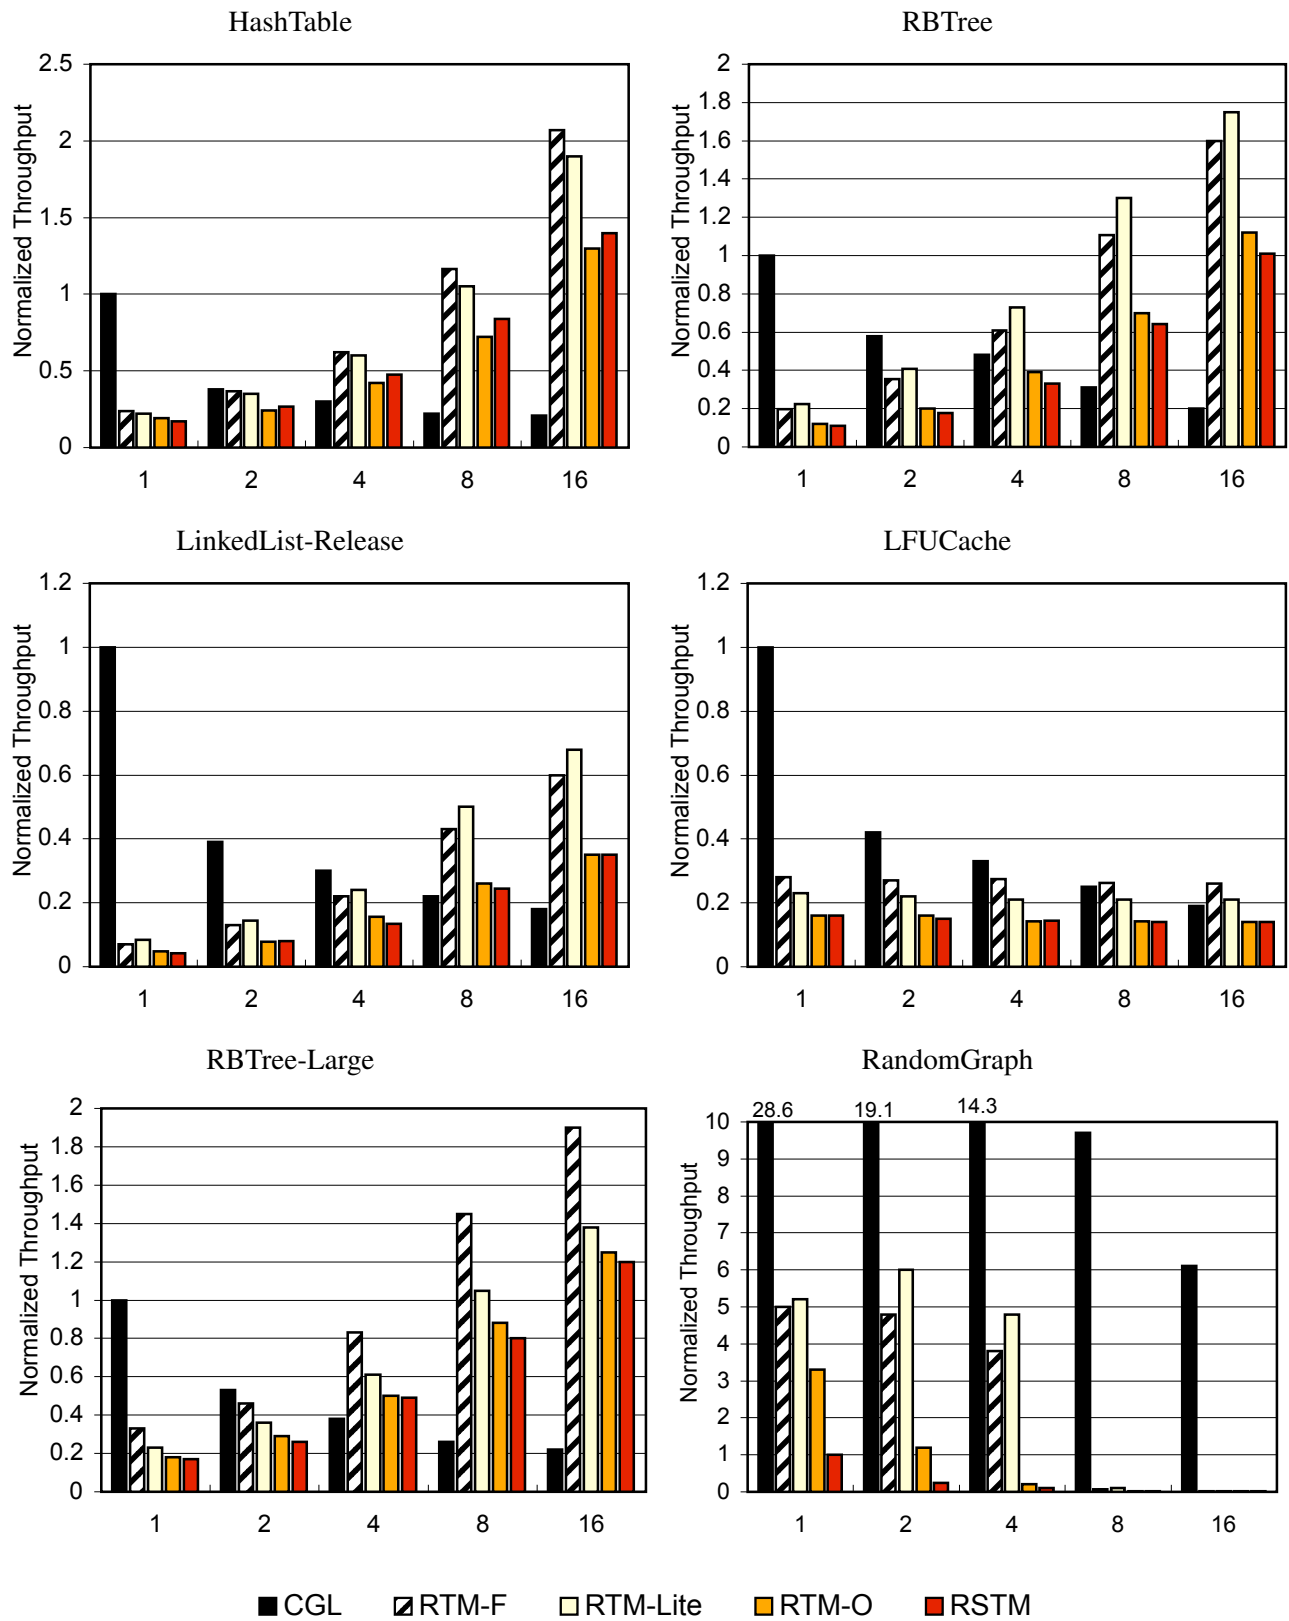 HashTable
2.5
2
1.5
1
0.5
0
Normalized Throughput
1 2 4 8 16
RBTree
2
1.8
1.6
1.4
1.2
1
0.8
0.6
0.4
0.2
0
Normalized Throughput
1 2 4 8 16
LinkedList-Release
1.2
1
0.8
0.6
0.4
0.2
0
Normalized Throughput
1 2 4 8 16
LFUCache
1.2
1
0.8
0.6
0.4
0.2
0
Normalized Throughput
1 2 4 8 16
RBTree-Large
2
1.8
1.6
1.4
1.2
1
0.8
0.6
0.4
0.2
0
Normalized Throughput
1 2 4 8 16
RandomGraph
28.6 19.1 14.3
10
9
8
7
6
5
4
3
2
1
0
Normalized Throughput
1 2 4 8 16
CGL RTM-F RTM-Lite RTM-O RSTM